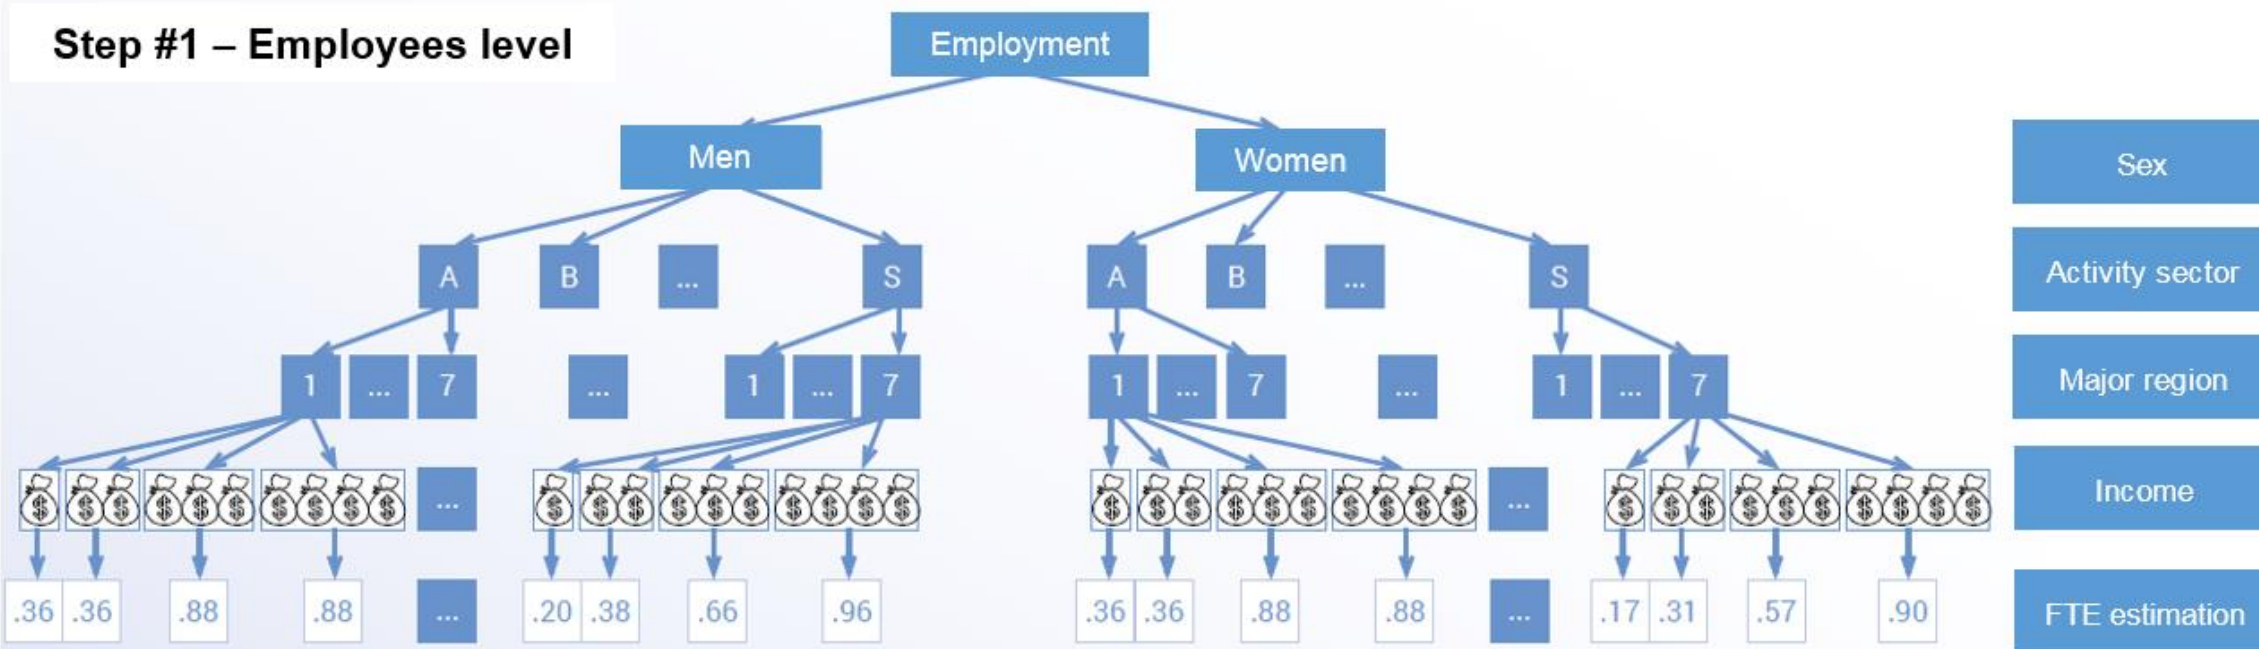 Step #1 – Employees level
Employment
Men
Women
Sex
A
B
...
S
A
B
...
S
Activity sector
1
...
7
...
1
...
7
1
...
7
...
1
...
7
Major region
$
$ $
$ $ $
$ $ $ $
...
$
$ $
$ $ $
$ $ $ $
$
$ $
$ $ $
$ $ $ $
...
$
$ $
$ $ $
$ $ $ $
Income
.36
.36
.88
.88
...
.20
.38
.66
.96
.36
.36
.88
.88
...
.17
.31
.57
.90
FTE estimation